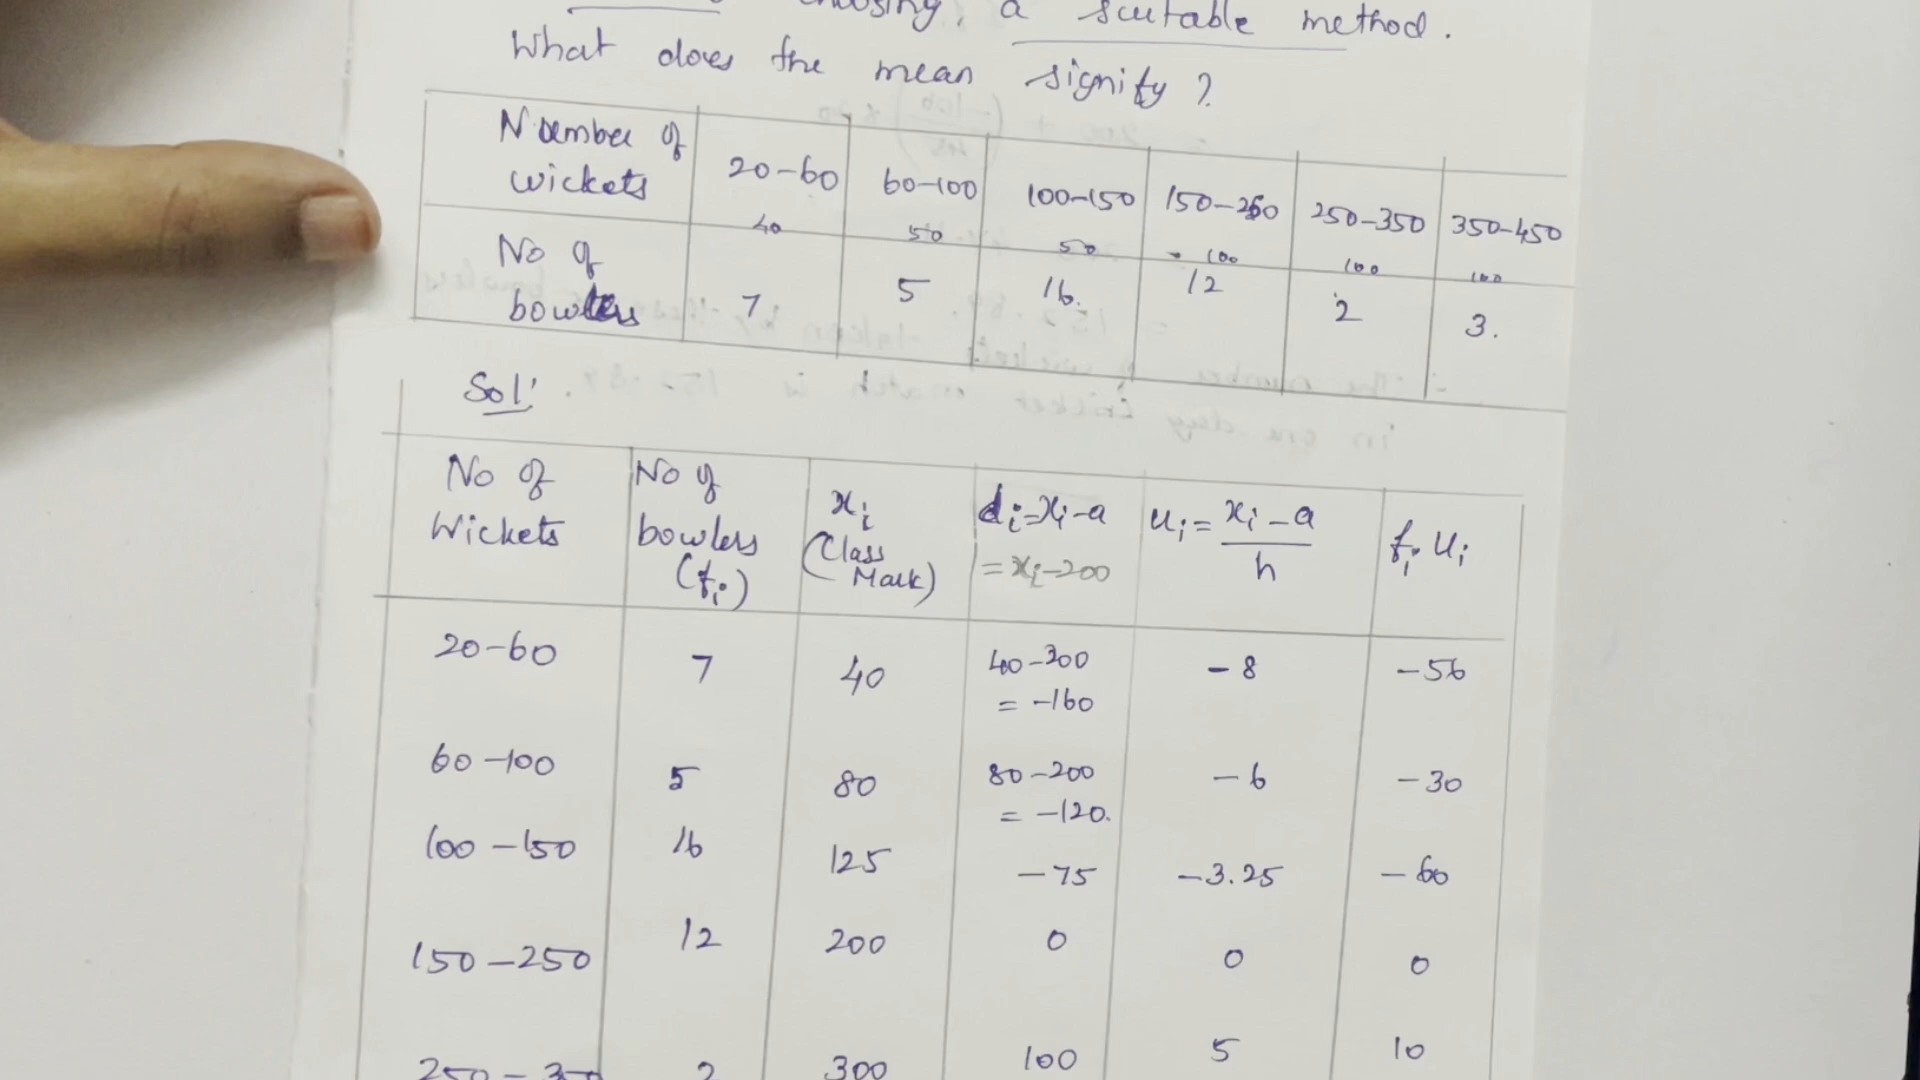 choosing, a suitable method.
What does the mean signify?
Number of wickets 20-60 60-100 100-150 150-250 250-350 350-450
40 50 50 100 100 100
No of bowlers 7 5 16. 12 2 3.
Sol:
No of Wickets No of bowlers (fi) xi (Class Mark) di=xi-a =xi-200 ui= xi-a / h fi ui
20-60 7 40 40-200 = -160 -8 -56
60-100 5 80 80-200 = -120. -6 -30
100-150 16 125 -75 -3.25 -60
150-250 12 200 0 0 0
250-350 2 300 100 5 10